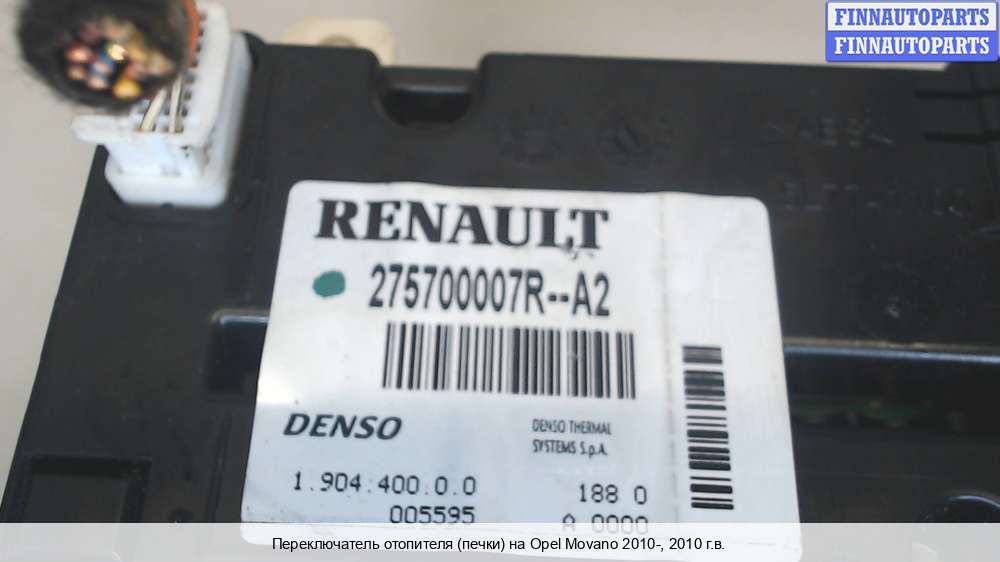 FINNAUTOPARTS
FINNAUTOPARTS
RENAULT
275700007R--A2
DENSO
DENSO THERMAL
SYSTEMS S.p.A.
1.904.400.0.0
188 0
005595
A 0000
Переключатель отопителя (печки) на Opel Movano 2010-, 2010 г.в.